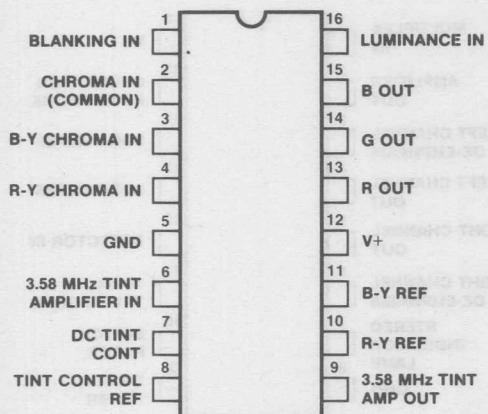 1
BLANKING IN
2
CHROMA IN
(COMMON)
3
B-Y CHROMA IN
4
R-Y CHROMA IN
5
GND
6
3.58 MHz TINT
AMPLIFIER IN
7
DC TINT
CONT
8
TINT CONTROL
REF
16
LUMINANCE IN
15
B OUT
14
G OUT
13
R OUT
12
V+
11
B-Y REF
10
R-Y REF
9
3.58 MHz TINT
AMP OUT